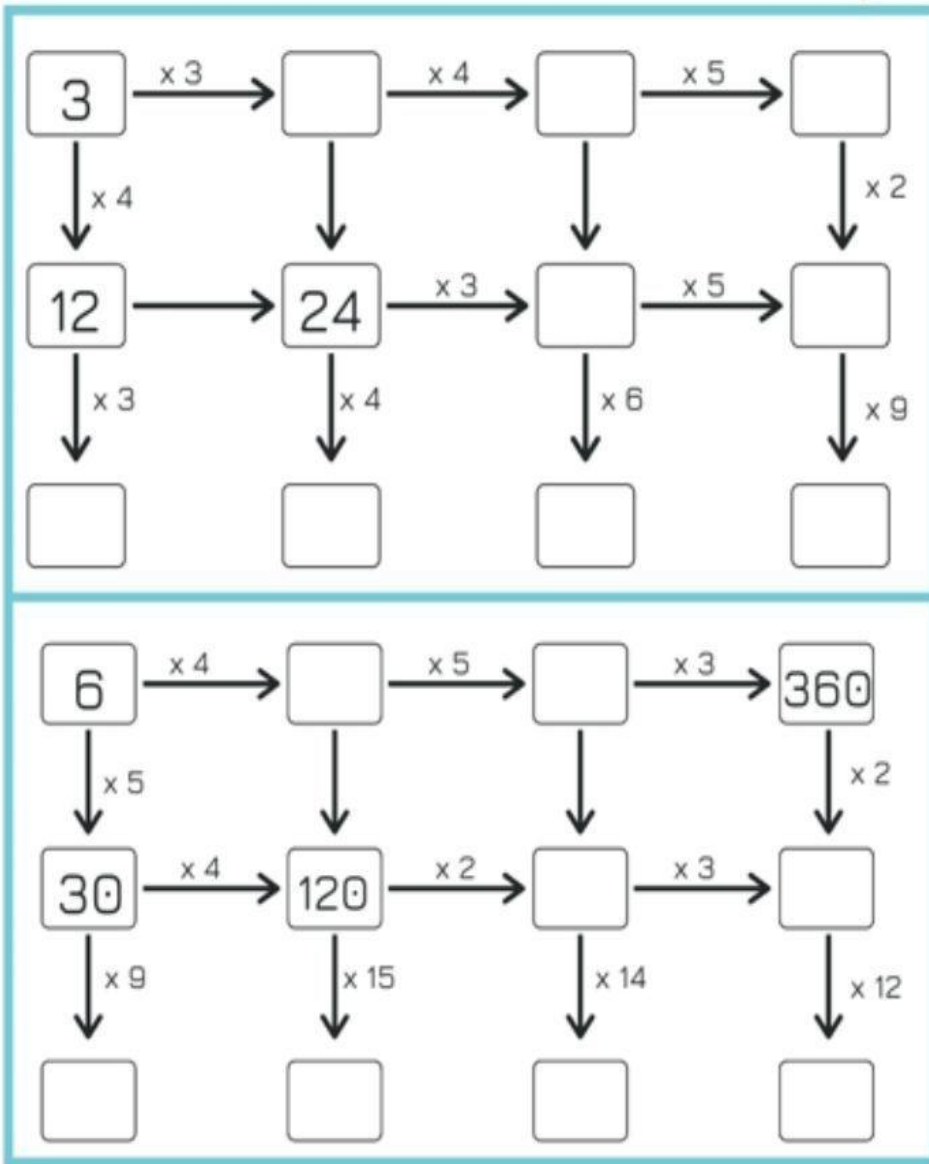 x 3 x 4 x 5
3
x 4 x 2
12 24 x 3 x 5
x 3 x 4 x 6 x 9
x 4 x 5 x 3
6 360
x 5 x 2
30 x 4 120 x 2 x 3
x 9 x 15 x 14 x 12